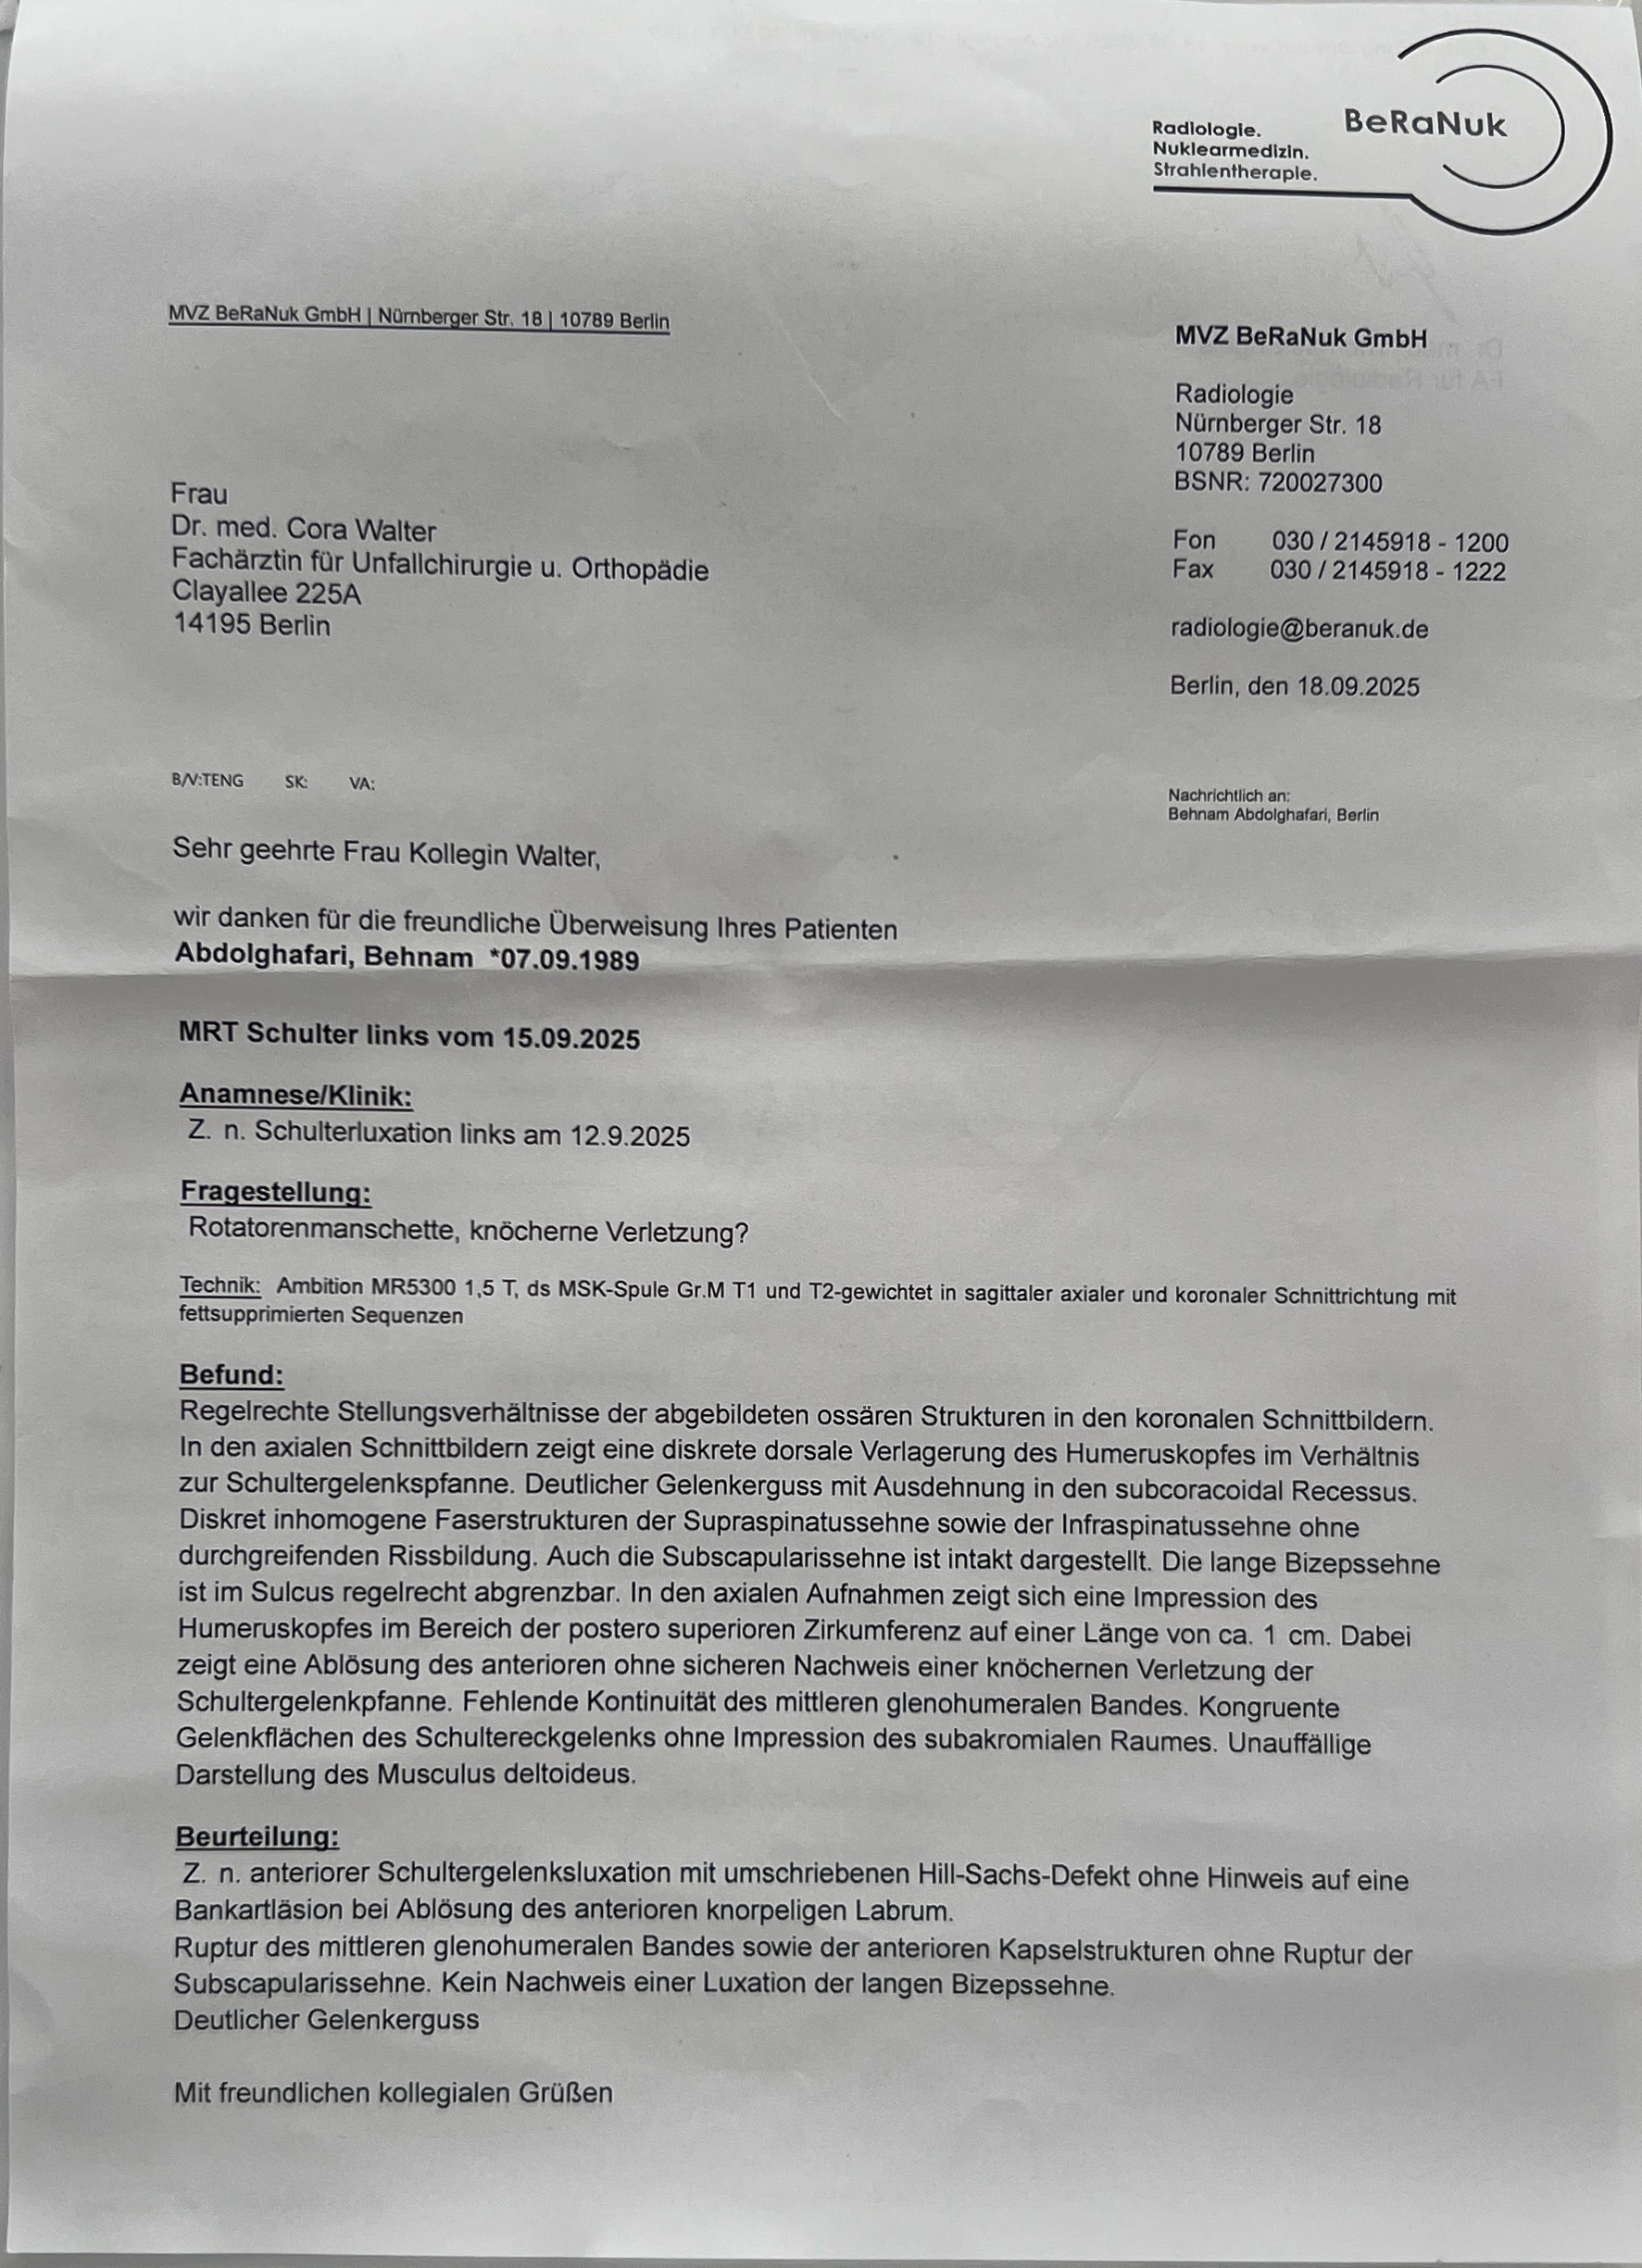 BeRaNuk
Radiologie.
Nuklearmedizin.
Strahlentherapie.
MVZ BeRaNuk GmbH | Nürnberger Str. 18 | 10789 Berlin
MVZ BeRaNuk GmbH
Radiologie
Nürnberger Str. 18
10789 Berlin
BSNR: 720027300
Fon 030 / 2145918 - 1200
Fax 030 / 2145918 - 1222
radiologie@beranuk.de
Berlin, den 18.09.2025
Frau
Dr. med. Cora Walter
Fachärztin für Unfallchirurgie u. Orthopädie
Clayallee 225A
14195 Berlin
B/V:TENG SK: VA:
Nachrichtlich an:
Behnam Abdolghafari, Berlin
Sehr geehrte Frau Kollegin Walter,
wir danken für die freundliche Überweisung Ihres Patienten
Abdolghafari, Behnam *07.09.1989
MRT Schulter links vom 15.09.2025
Anamnese/Klinik:
Z. n. Schulterluxation links am 12.9.2025
Fragestellung:
Rotatorenmanschette, knöcherne Verletzung?
Technik: Ambition MR5300 1,5 T, ds MSK-Spule Gr.M T1 und T2-gewichtet in sagittaler axialer und koronaler Schnittrichtung mit
fettsupprimierten Sequenzen
Befund:
Regelrechte Stellungsverhältnisse der abgebildeten ossären Strukturen in den koronalen Schnittbildern.
In den axialen Schnittbildern zeigt eine diskrete dorsale Verlagerung des Humeruskopfes im Verhältnis
zur Schultergelenkspfanne. Deutlicher Gelenkerguss mit Ausdehnung in den subcoracoidal Recessus.
Diskret inhomogene Faserstrukturen der Supraspinatussehne sowie der Infraspinatussehne ohne
durchgreifenden Rissbildung. Auch die Subscapularissehne ist intakt dargestellt. Die lange Bizepssehne
ist im Sulcus regelrecht abgrenzbar. In den axialen Aufnahmen zeigt sich eine Impression des
Humeruskopfes im Bereich der postero superioren Zirkumferenz auf einer Länge von ca. 1 cm. Dabei
zeigt eine Ablösung des anterioren ohne sicheren Nachweis einer knöchernen Verletzung der
Schultergelenkpfanne. Fehlende Kontinuität des mittleren glenohumeralen Bandes. Kongruente
Gelenkflächen des Schultereckgelenks ohne Impression des subakromialen Raumes. Unauffällige
Darstellung des Musculus deltoideus.
Beurteilung:
Z. n. anteriorer Schultergelenksluxation mit umschriebenen Hill-Sachs-Defekt ohne Hinweis auf eine
Bankartläsion bei Ablösung des anterioren knorpeligen Labrum.
Ruptur des mittleren glenohumeralen Bandes sowie der anterioren Kapselstrukturen ohne Ruptur der
Subscapularissehne. Kein Nachweis einer Luxation der langen Bizepssehne.
Deutlicher Gelenkerguss
Mit freundlichen kollegialen Grüßen